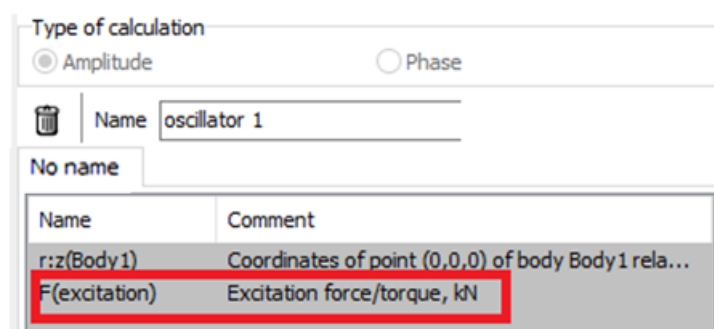 Type of calculation
Amplitude Phase
Name oscillator 1
No name
Name Comment
r:z(Body1) Coordinates of point (0,0,0) of body Body1 rela...
F(excitation) Excitation force/torque, kN